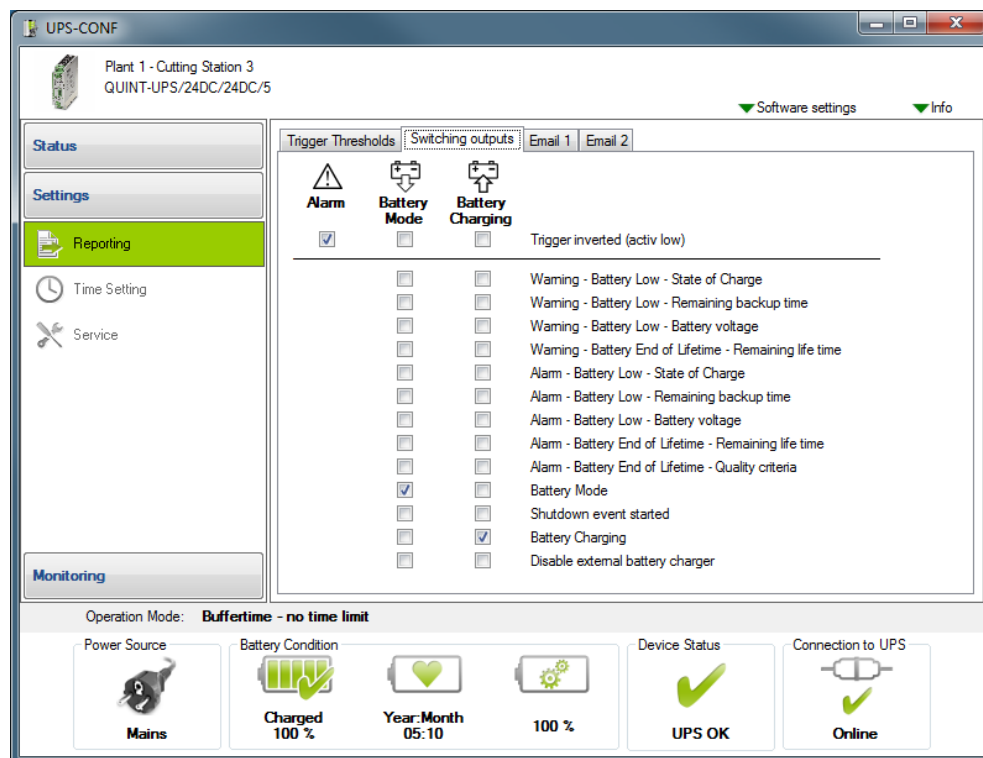 UPS-CONF
Plant 1 - Cutting Station 3
QUINT-UPS/24DC/24DC/5
Software settings
Info
Status
Settings
Reporting
Time Setting
Service
Monitoring
Trigger Thresholds Switching outputs Email 1 Email 2
Alarm Battery Battery
Mode Charging
Trigger inverted (activ low)
Warning - Battery Low - State of Charge
Warning - Battery Low - Remaining backup time
Warning - Battery Low - Battery voltage
Warning - Battery End of Lifetime - Remaining life time
Alarm - Battery Low - State of Charge
Alarm - Battery Low - Remaining backup time
Alarm - Battery Low - Battery voltage
Alarm - Battery End of Lifetime - Remaining life time
Alarm - Battery End of Lifetime - Quality criteria
Battery Mode
Shutdown event started
Battery Charging
Disable external battery charger
Operation Mode: Buffertime - no time limit
Power Source Battery Condition Device Status Connection to UPS
Charged Year:Month
Mains 100 % 05:10 100 % UPS OK Online